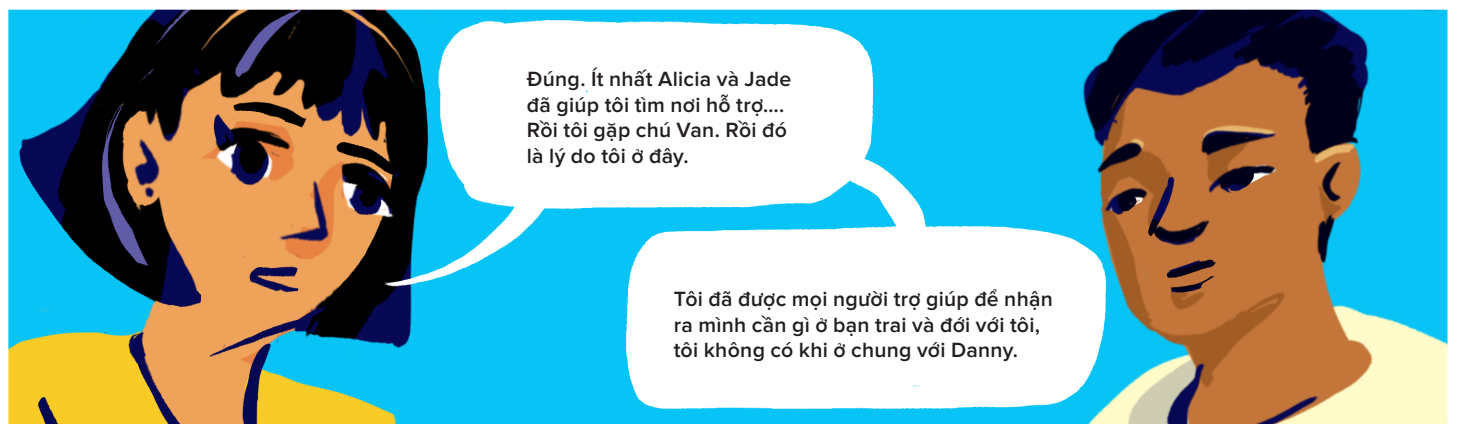 Đúng. Ít nhất Alicia và Jade
đã giúp tôi tìm nơi hỗ trợ....
Rồi tôi gặp chú Van. Rồi đó
là lý do tôi ở đây.
Tôi đã được mọi người trợ giúp để nhận
ra mình cần gì ở bạn trai và đới với tôi,
tôi không có khi ở chung với Danny.